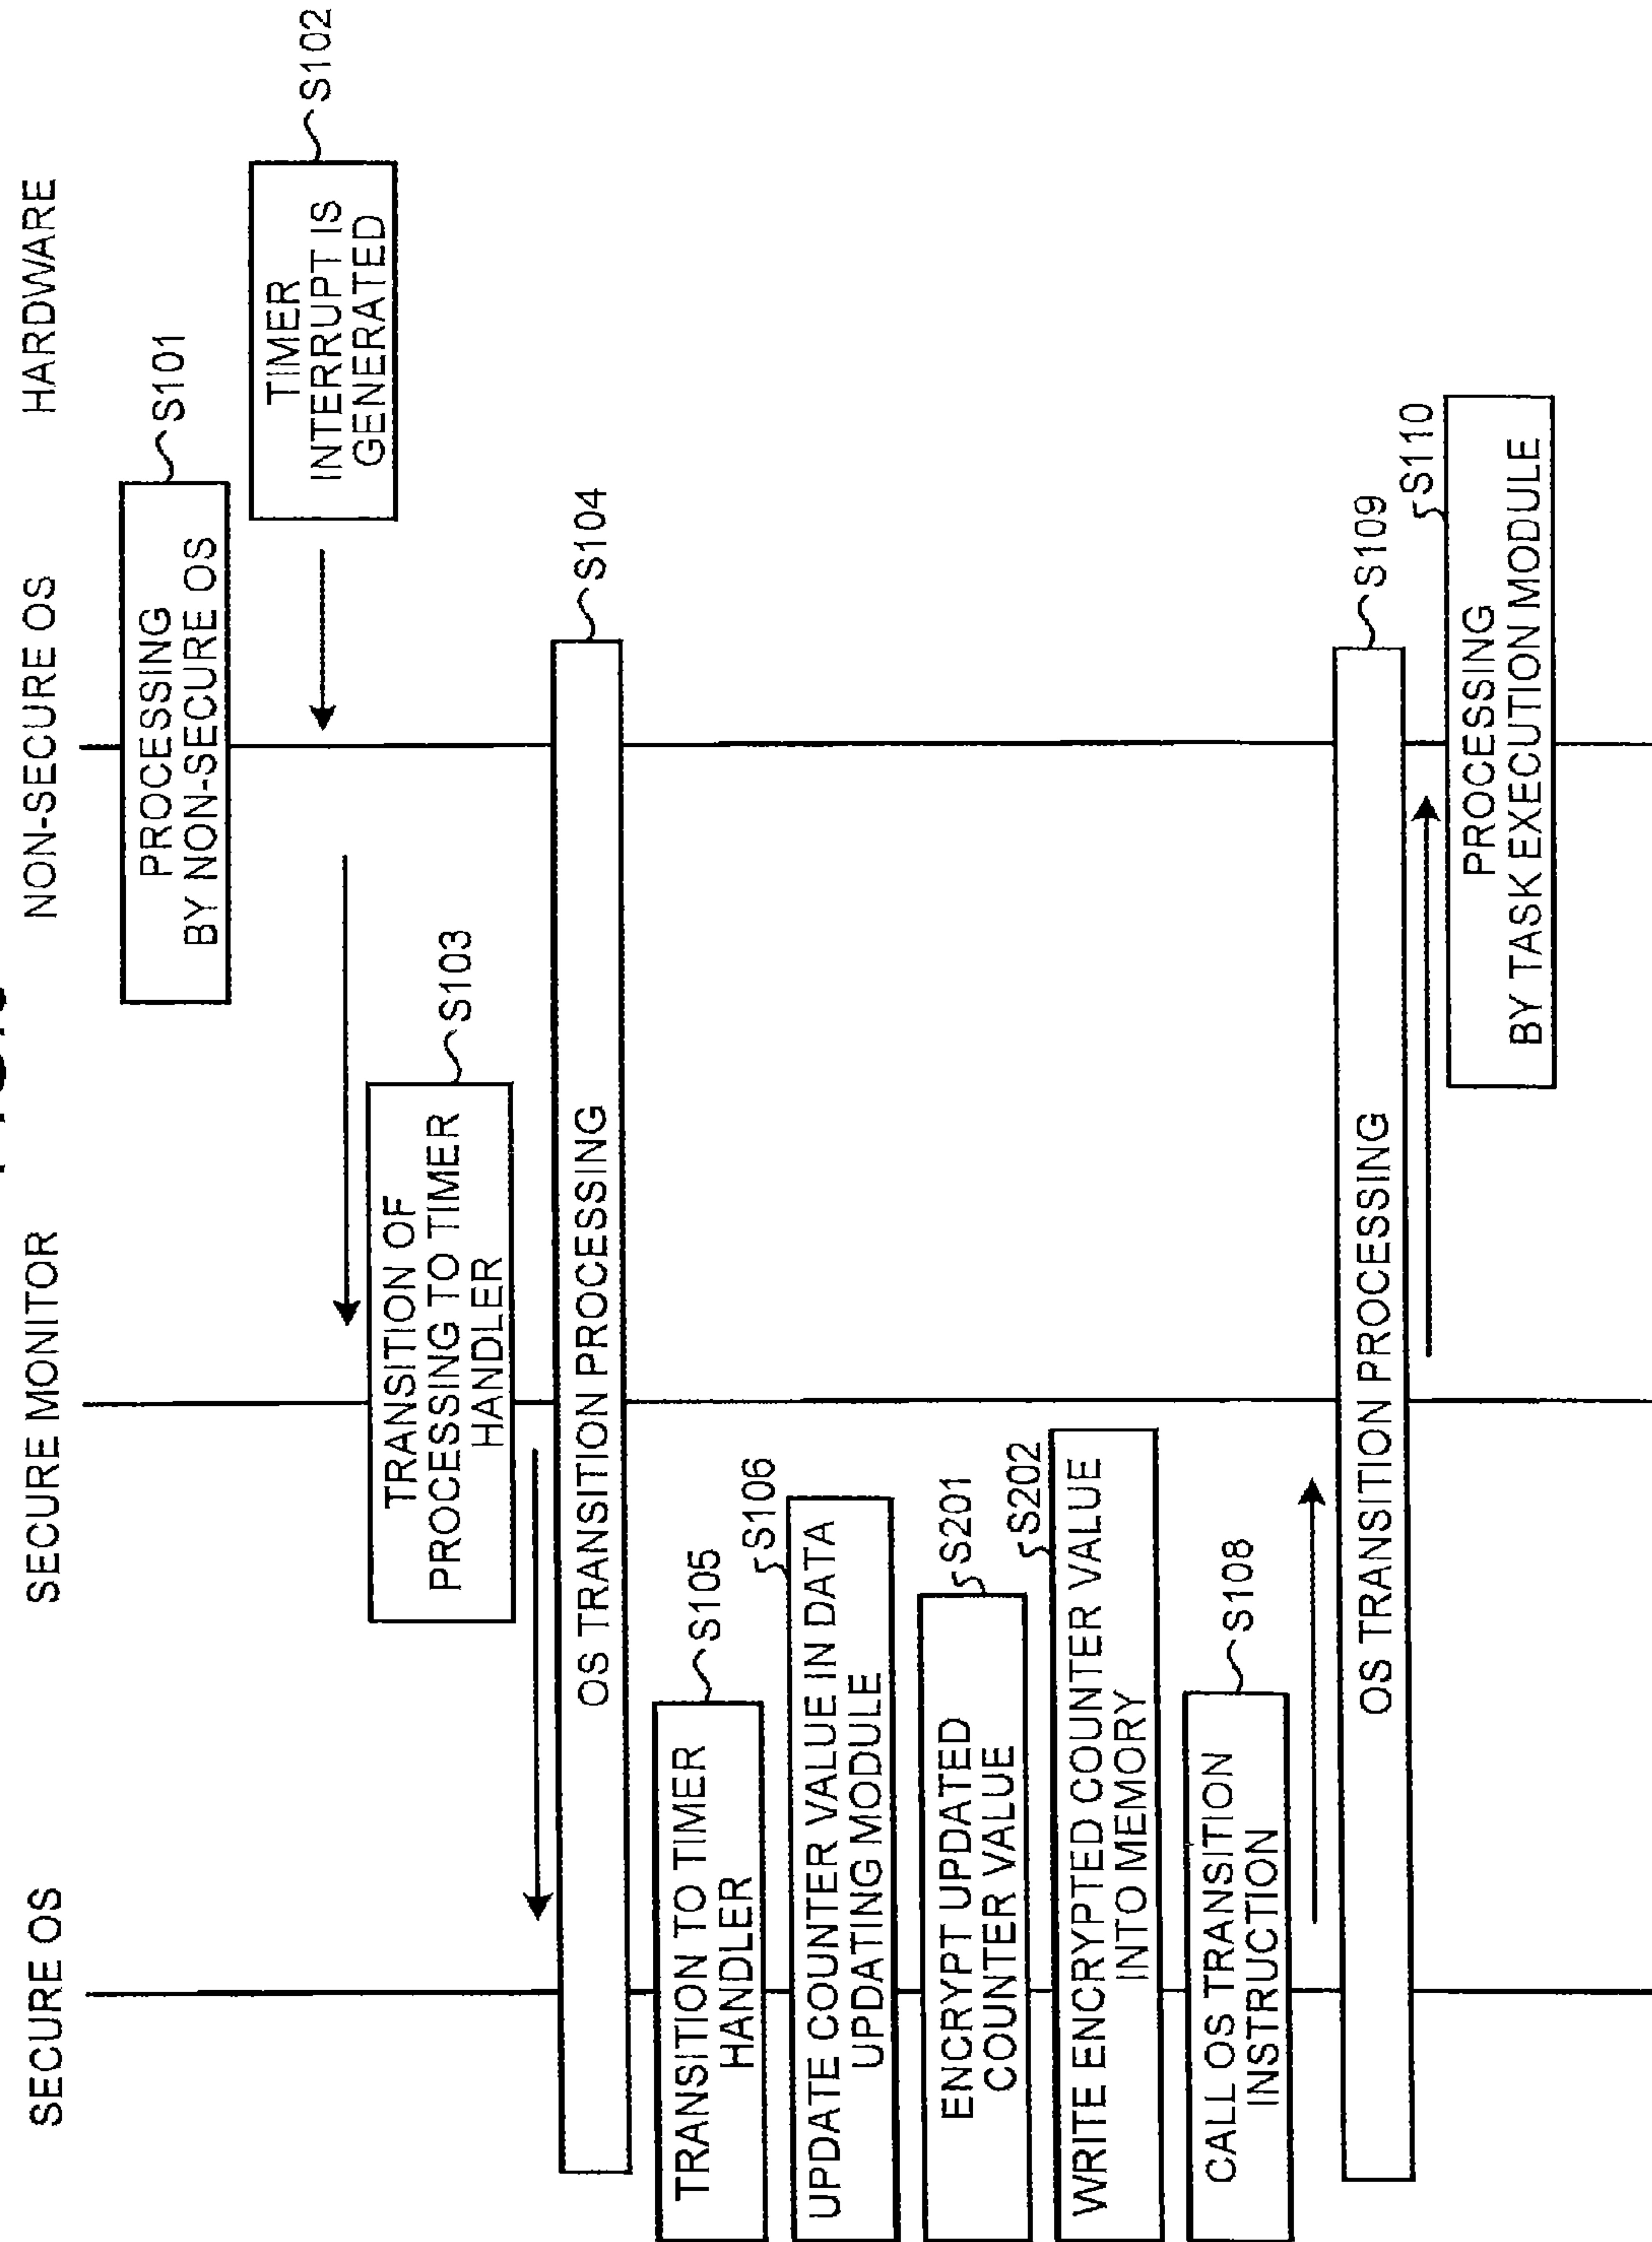 SECURE OS
SECURE MONITOR
NON-SECURE OS
HARDWARE
PROCESSING
BY NON-SECURE OS
S101
TIMER
INTERRUPT IS
GENERATED
S102
TRANSITION OF
PROCESSING TO TIMER
HANDLER
S103
OS TRANSITION PROCESSING
S104
TRANSITION TO TIMER
HANDLER
S105
UPDATE COUNTER VALUE IN DATA
UPDATING MODULE
S106
ENCRYPT UPDATED
COUNTER VALUE
S201
WRITE ENCRYPTED COUNTER VALUE
INTO MEMORY
S202
CALL OS TRANSITION
INSTRUCTION
S108
OS TRANSITION PROCESSING
S109
PROCESSING
BY TASK EXECUTION MODULE
S110